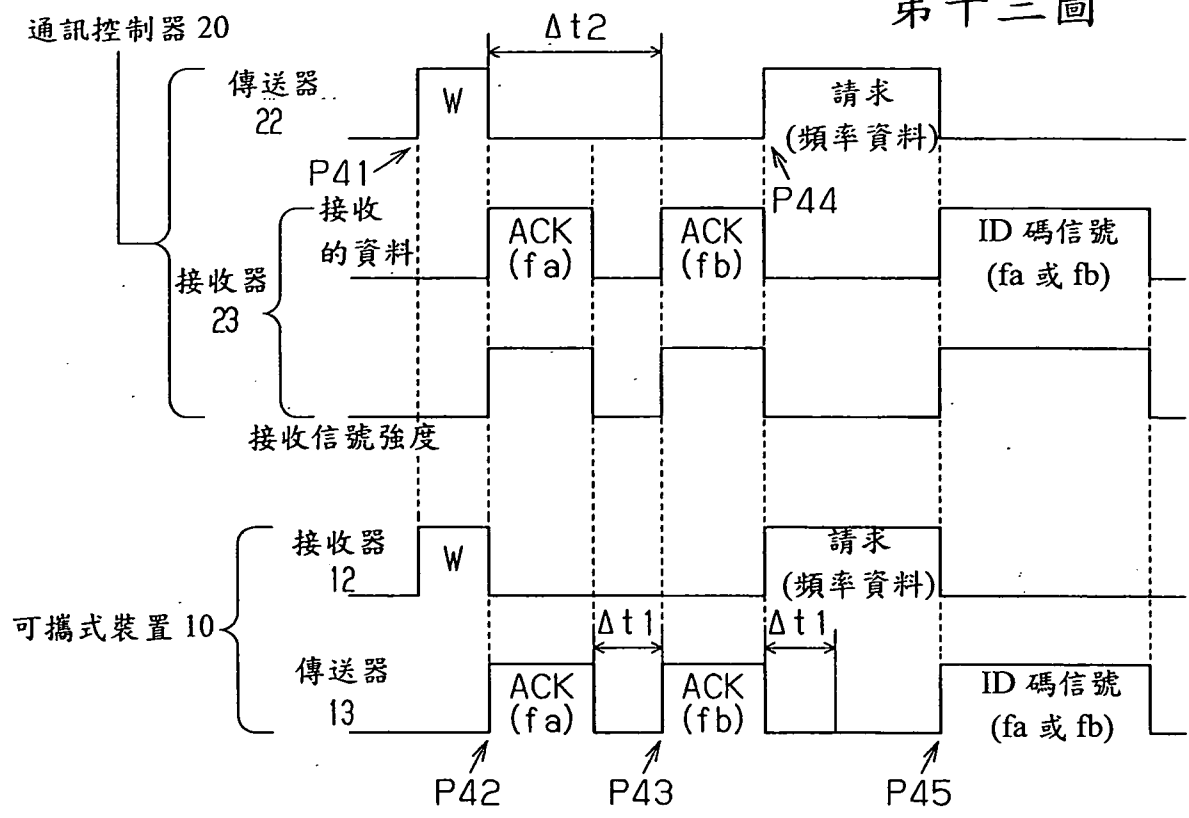 第十三圖
通訊控制器 20
Δt2
傳送器
22
W
請求
(頻率資料)
P41
P44
接收
的資料
ACK
(fa)
ACK
(fb)
ID 碼信號
(fa 或 fb)
接收器
23
接收信號強度
接收器
12
W
請求
(頻率資料)
可攜式裝置 10
Δt1
Δt1
傳送器
13
ACK
(fa)
ACK
(fb)
ID 碼信號
(fa 或 fb)
P42
P43
P45